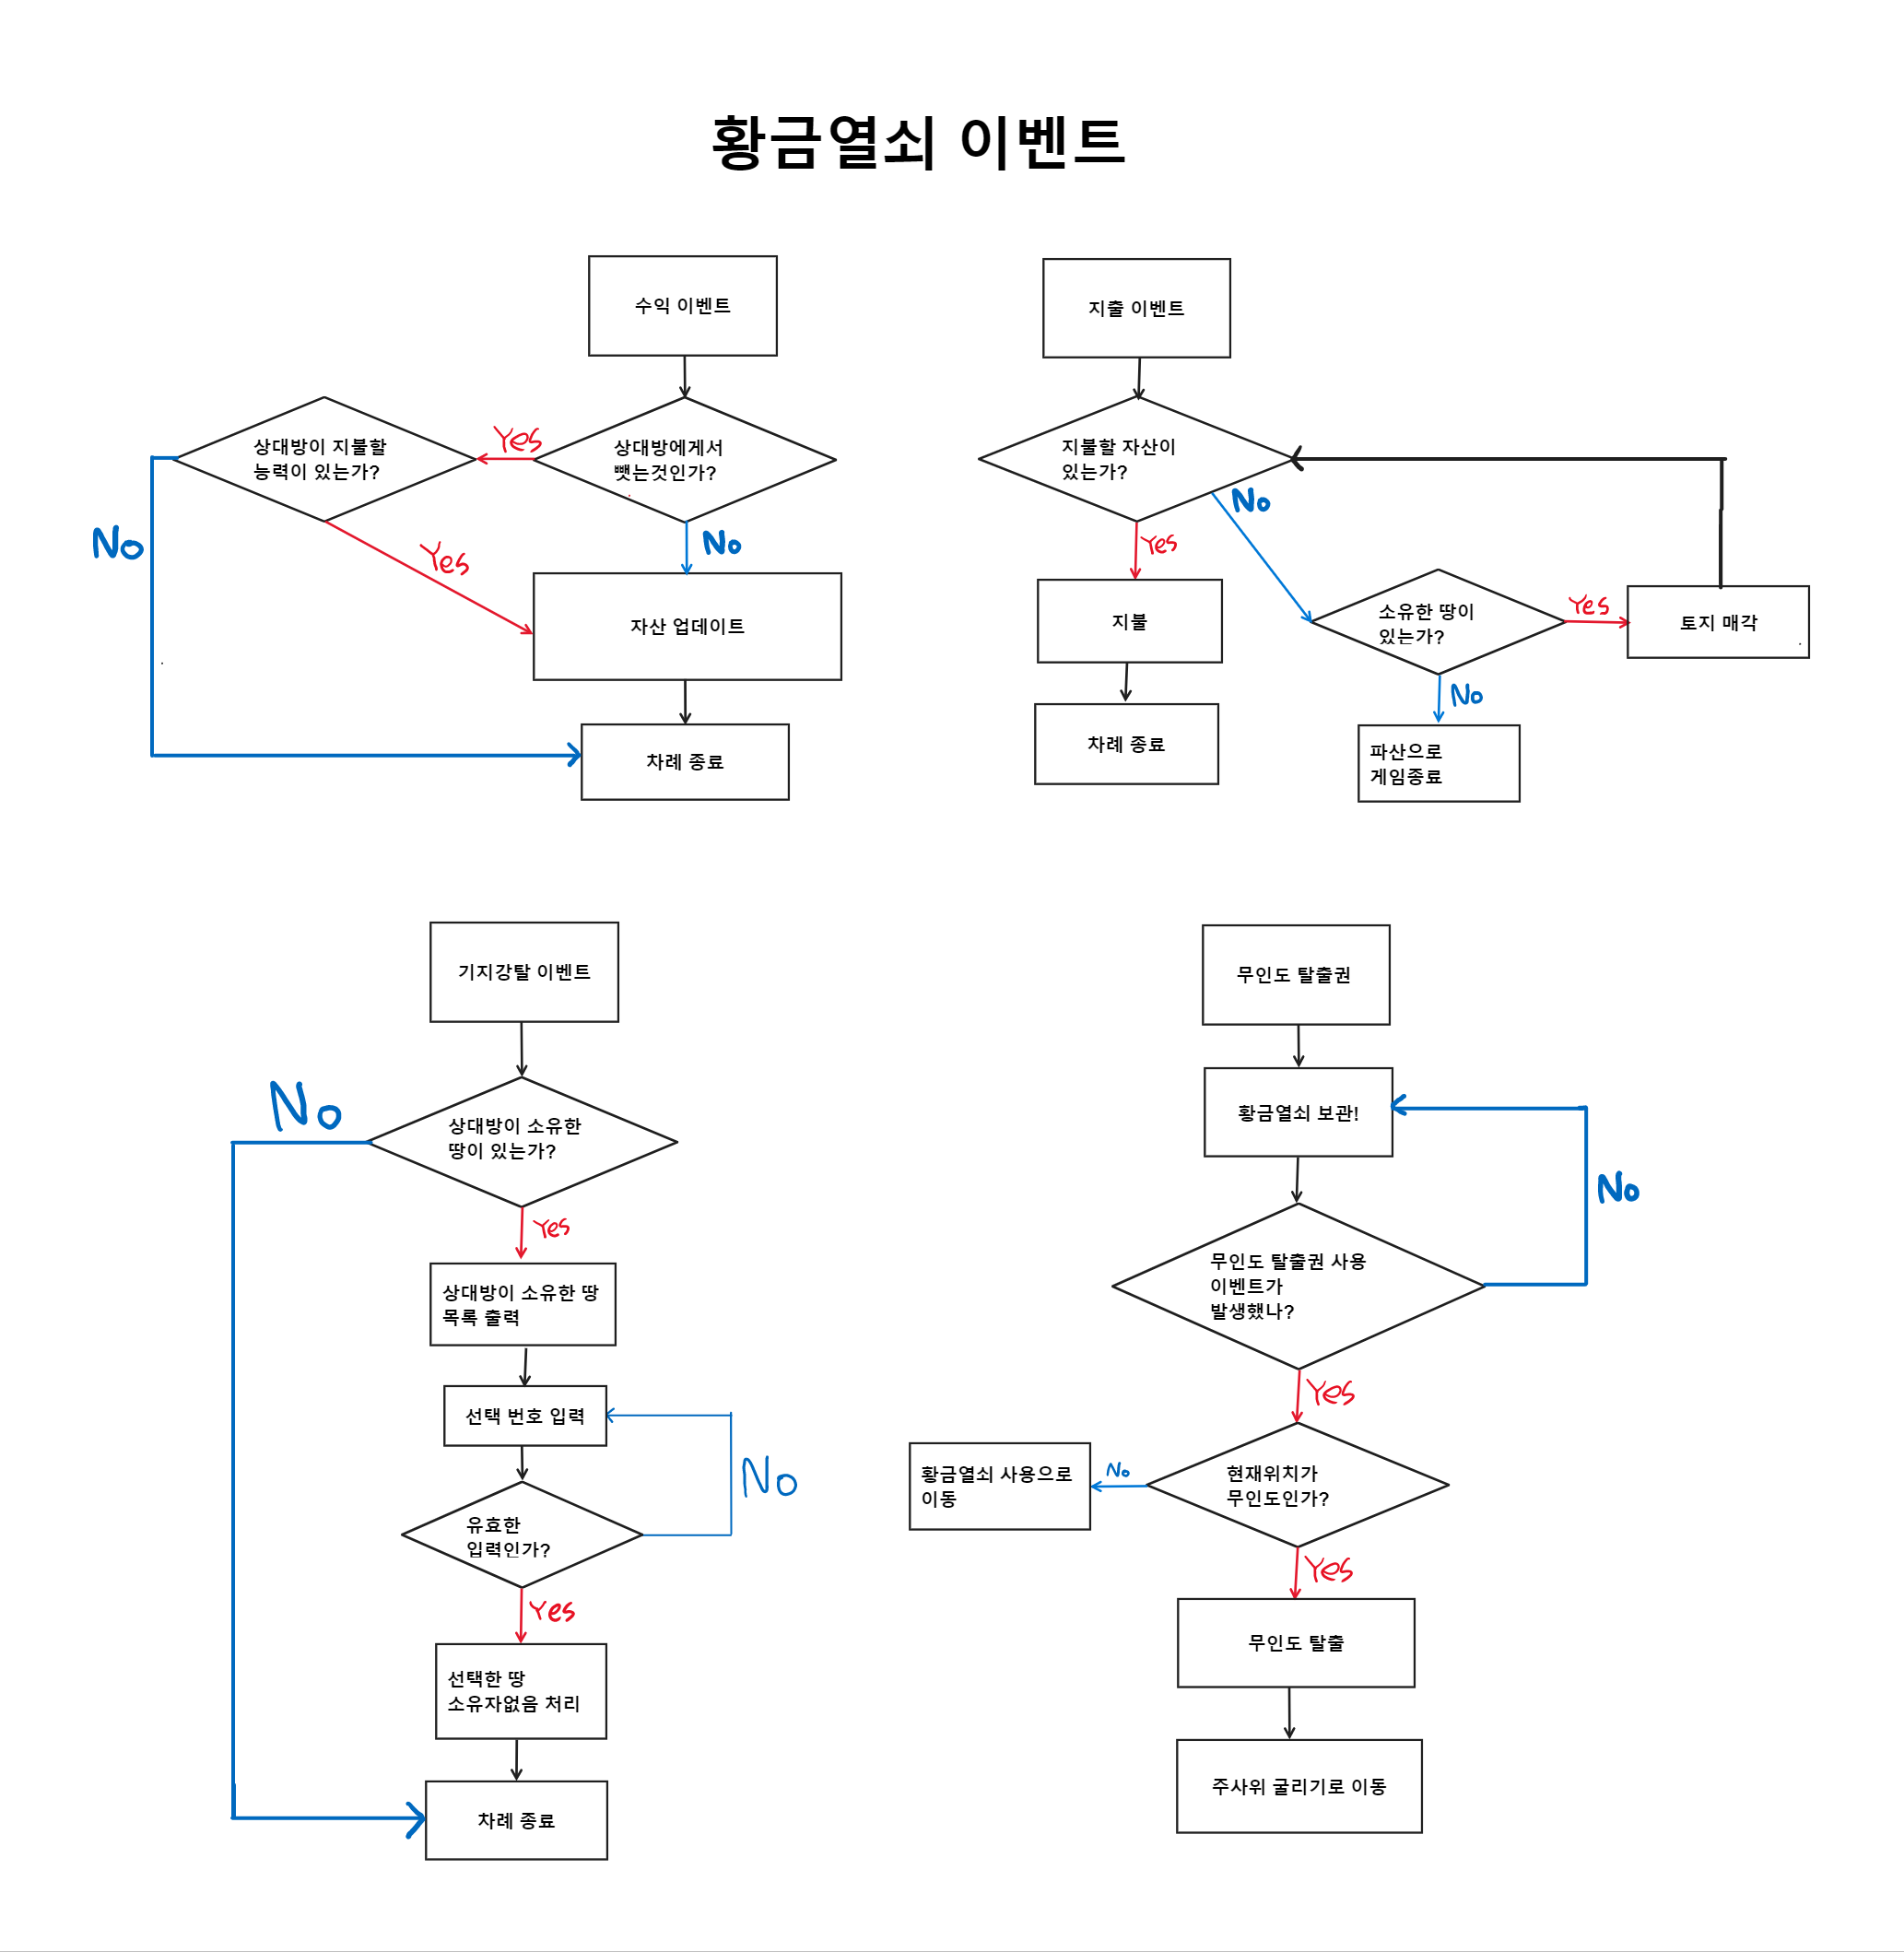 황금열쇠 이벤트
수익 이벤트
상대방에게서
뺏는것인가?
Yes
No
상대방이 지불할
능력이 있는가?
No
Yes
자산 업데이트
차례 종료
지출 이벤트
지불할 자산이
있는가?
No
Yes
지불
차례 종료
소유한 땅이
있는가?
Yes
토지 매각
No
파산으로
게임종료
기지강탈 이벤트
상대방이 소유한
땅이 있는가?
No
Yes
상대방이 소유한 땅
목록 출력
선택 번호 입력
유효한
입력인가?
No
Yes
선택한 땅
소유자없음 처리
차례 종료
무인도 탈출권
황금열쇠 보관!
무인도 탈출권 사용
이벤트가
발생했나?
No
Yes
현재위치가
무인도인가?
No
황금열쇠 사용으로
이동
Yes
무인도 탈출
주사위 굴리기로 이동